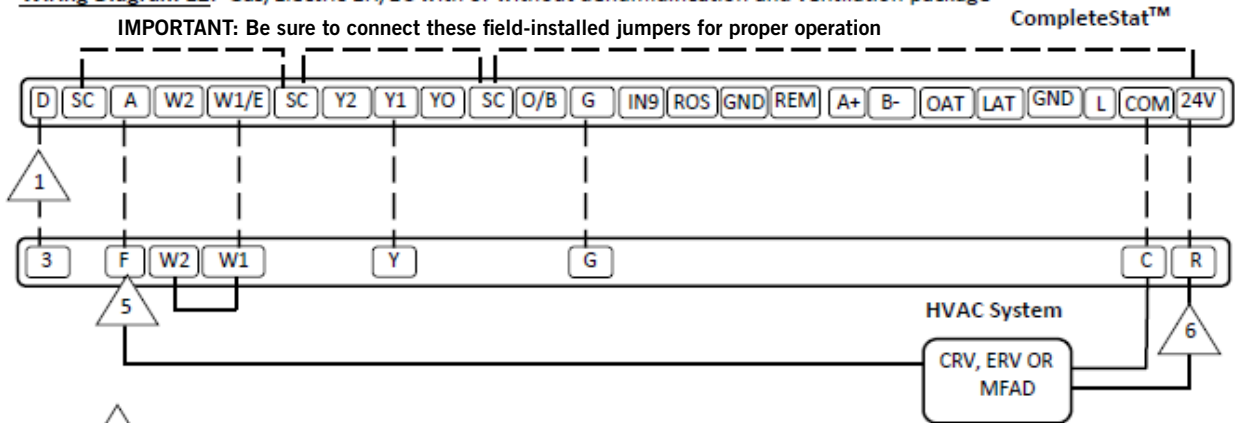 CompleteStat™
IMPORTANT: Be sure to connect these field-installed jumpers for proper operation
D SC A W2 W1/E SC Y2 Y1 YO SC O/B G IN9 ROS GND REM A+ B- OAT LAT GND L COM 24V
1
3 F W2 W1 Y G C R
5
HVAC System
6
CRV, ERV OR
MFAD